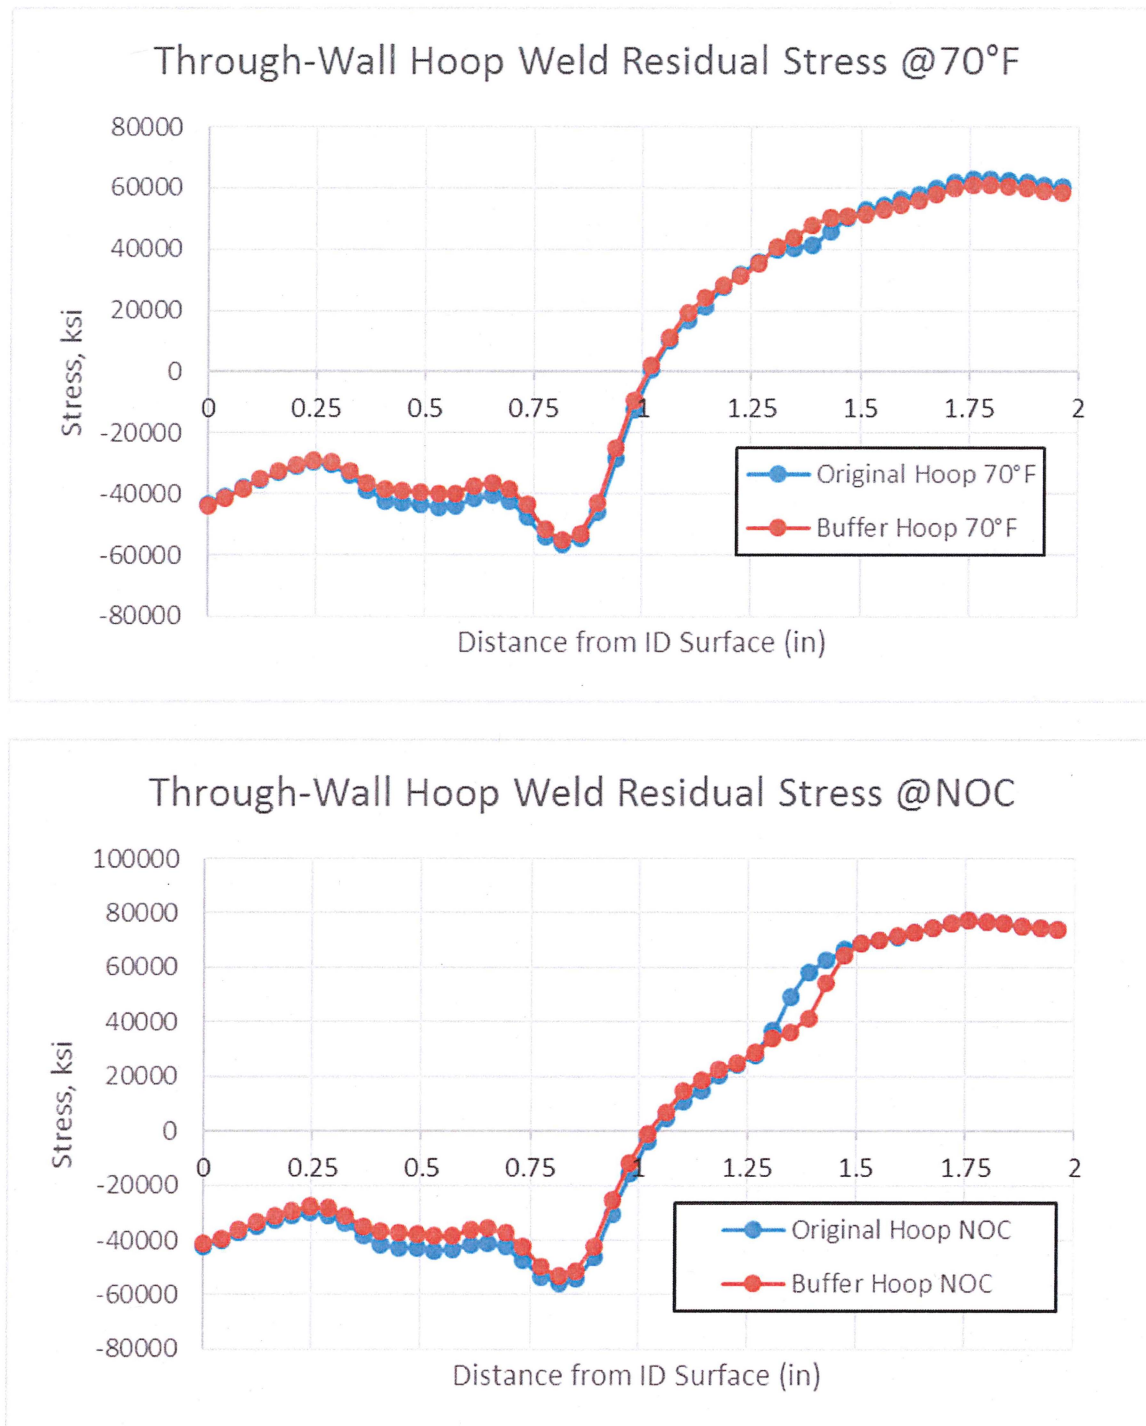 Through-Wall Hoop Weld Residual Stress @70°F
80000
60000
40000
20000
0
-20000
-40000
-60000
-80000
Stress, ksi
0 0.25 0.5 0.75 1 1.25 1.5 1.75 2
Original Hoop 70°F
Buffer Hoop 70°F
Distance from ID Surface (in)
Through-Wall Hoop Weld Residual Stress @NOC
100000
80000
60000
40000
20000
0
-20000
-40000
-60000
-80000
Stress, ksi
0 0.25 0.5 0.75 1 1.25 1.5 1.75 2
Original Hoop NOC
Buffer Hoop NOC
Distance from ID Surface (in)